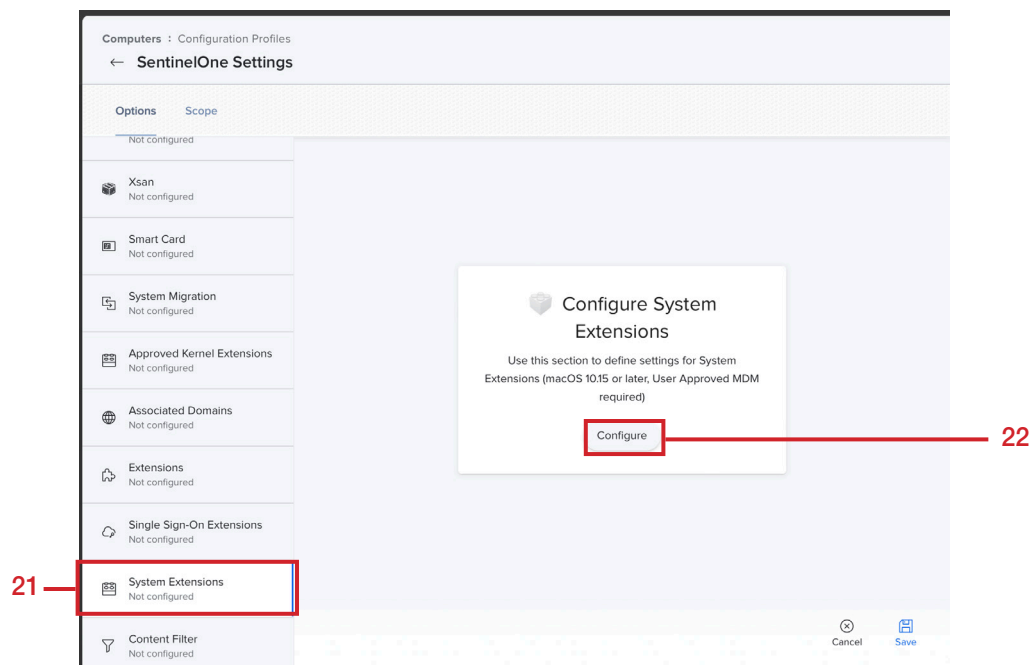 Computers : Configuration Profiles
← SentinelOne Settings
Options Scope
Not configured
Xsan
Not configured
Smart Card
Not configured
System Migration
Not configured
Approved Kernel Extensions
Not configured
Associated Domains
Not configured
Extensions
Not configured
Single Sign-On Extensions
Not configured
21
System Extensions
Not configured
Content Filter
Not configured
Configure System
Extensions
Use this section to define settings for System
Extensions (macOS 10.15 or later, User Approved MDM
required)
Configure
22
Cancel Save